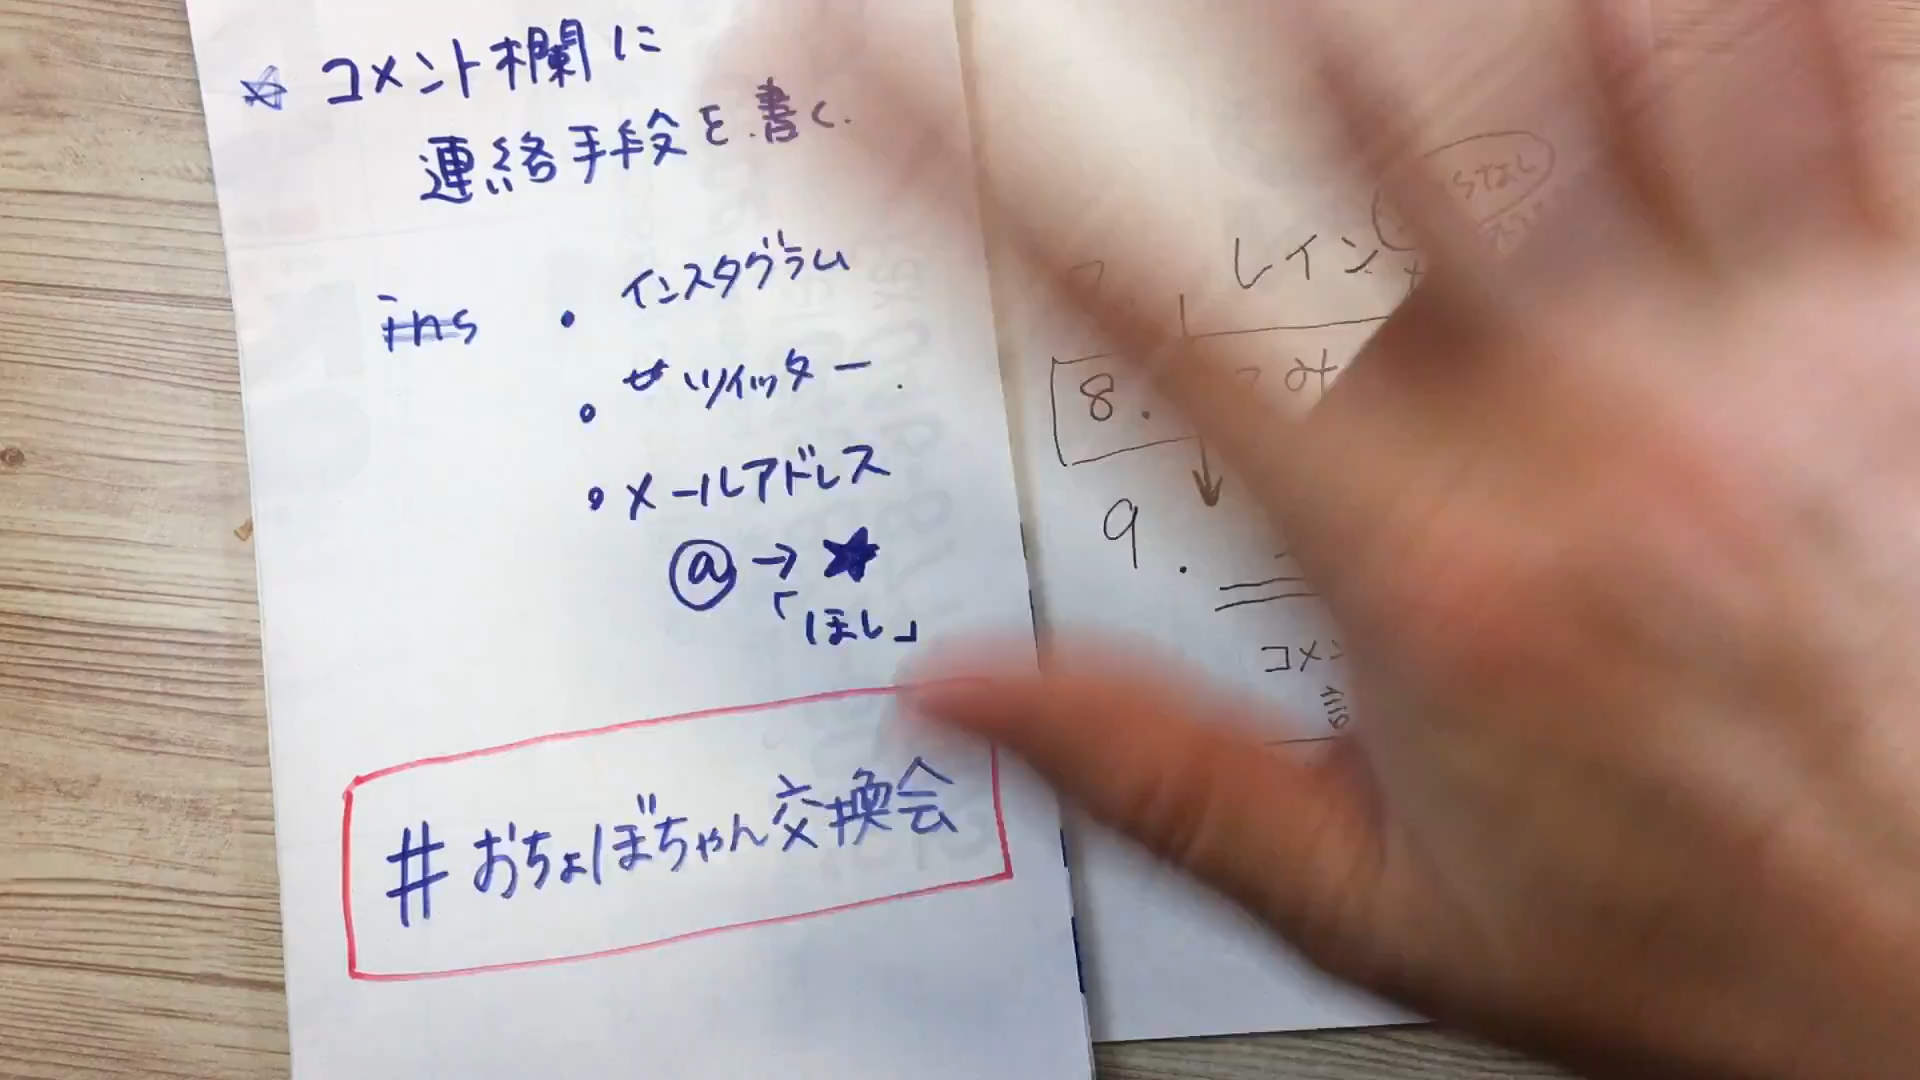 ☆ コメント欄に
連絡手段を書く.
ins
・インスタグラム
・ツイッター
・メールアドレス
@→★
「ほし」
#おちょぼちゃん交換会
レイン
8.
9.
コメ